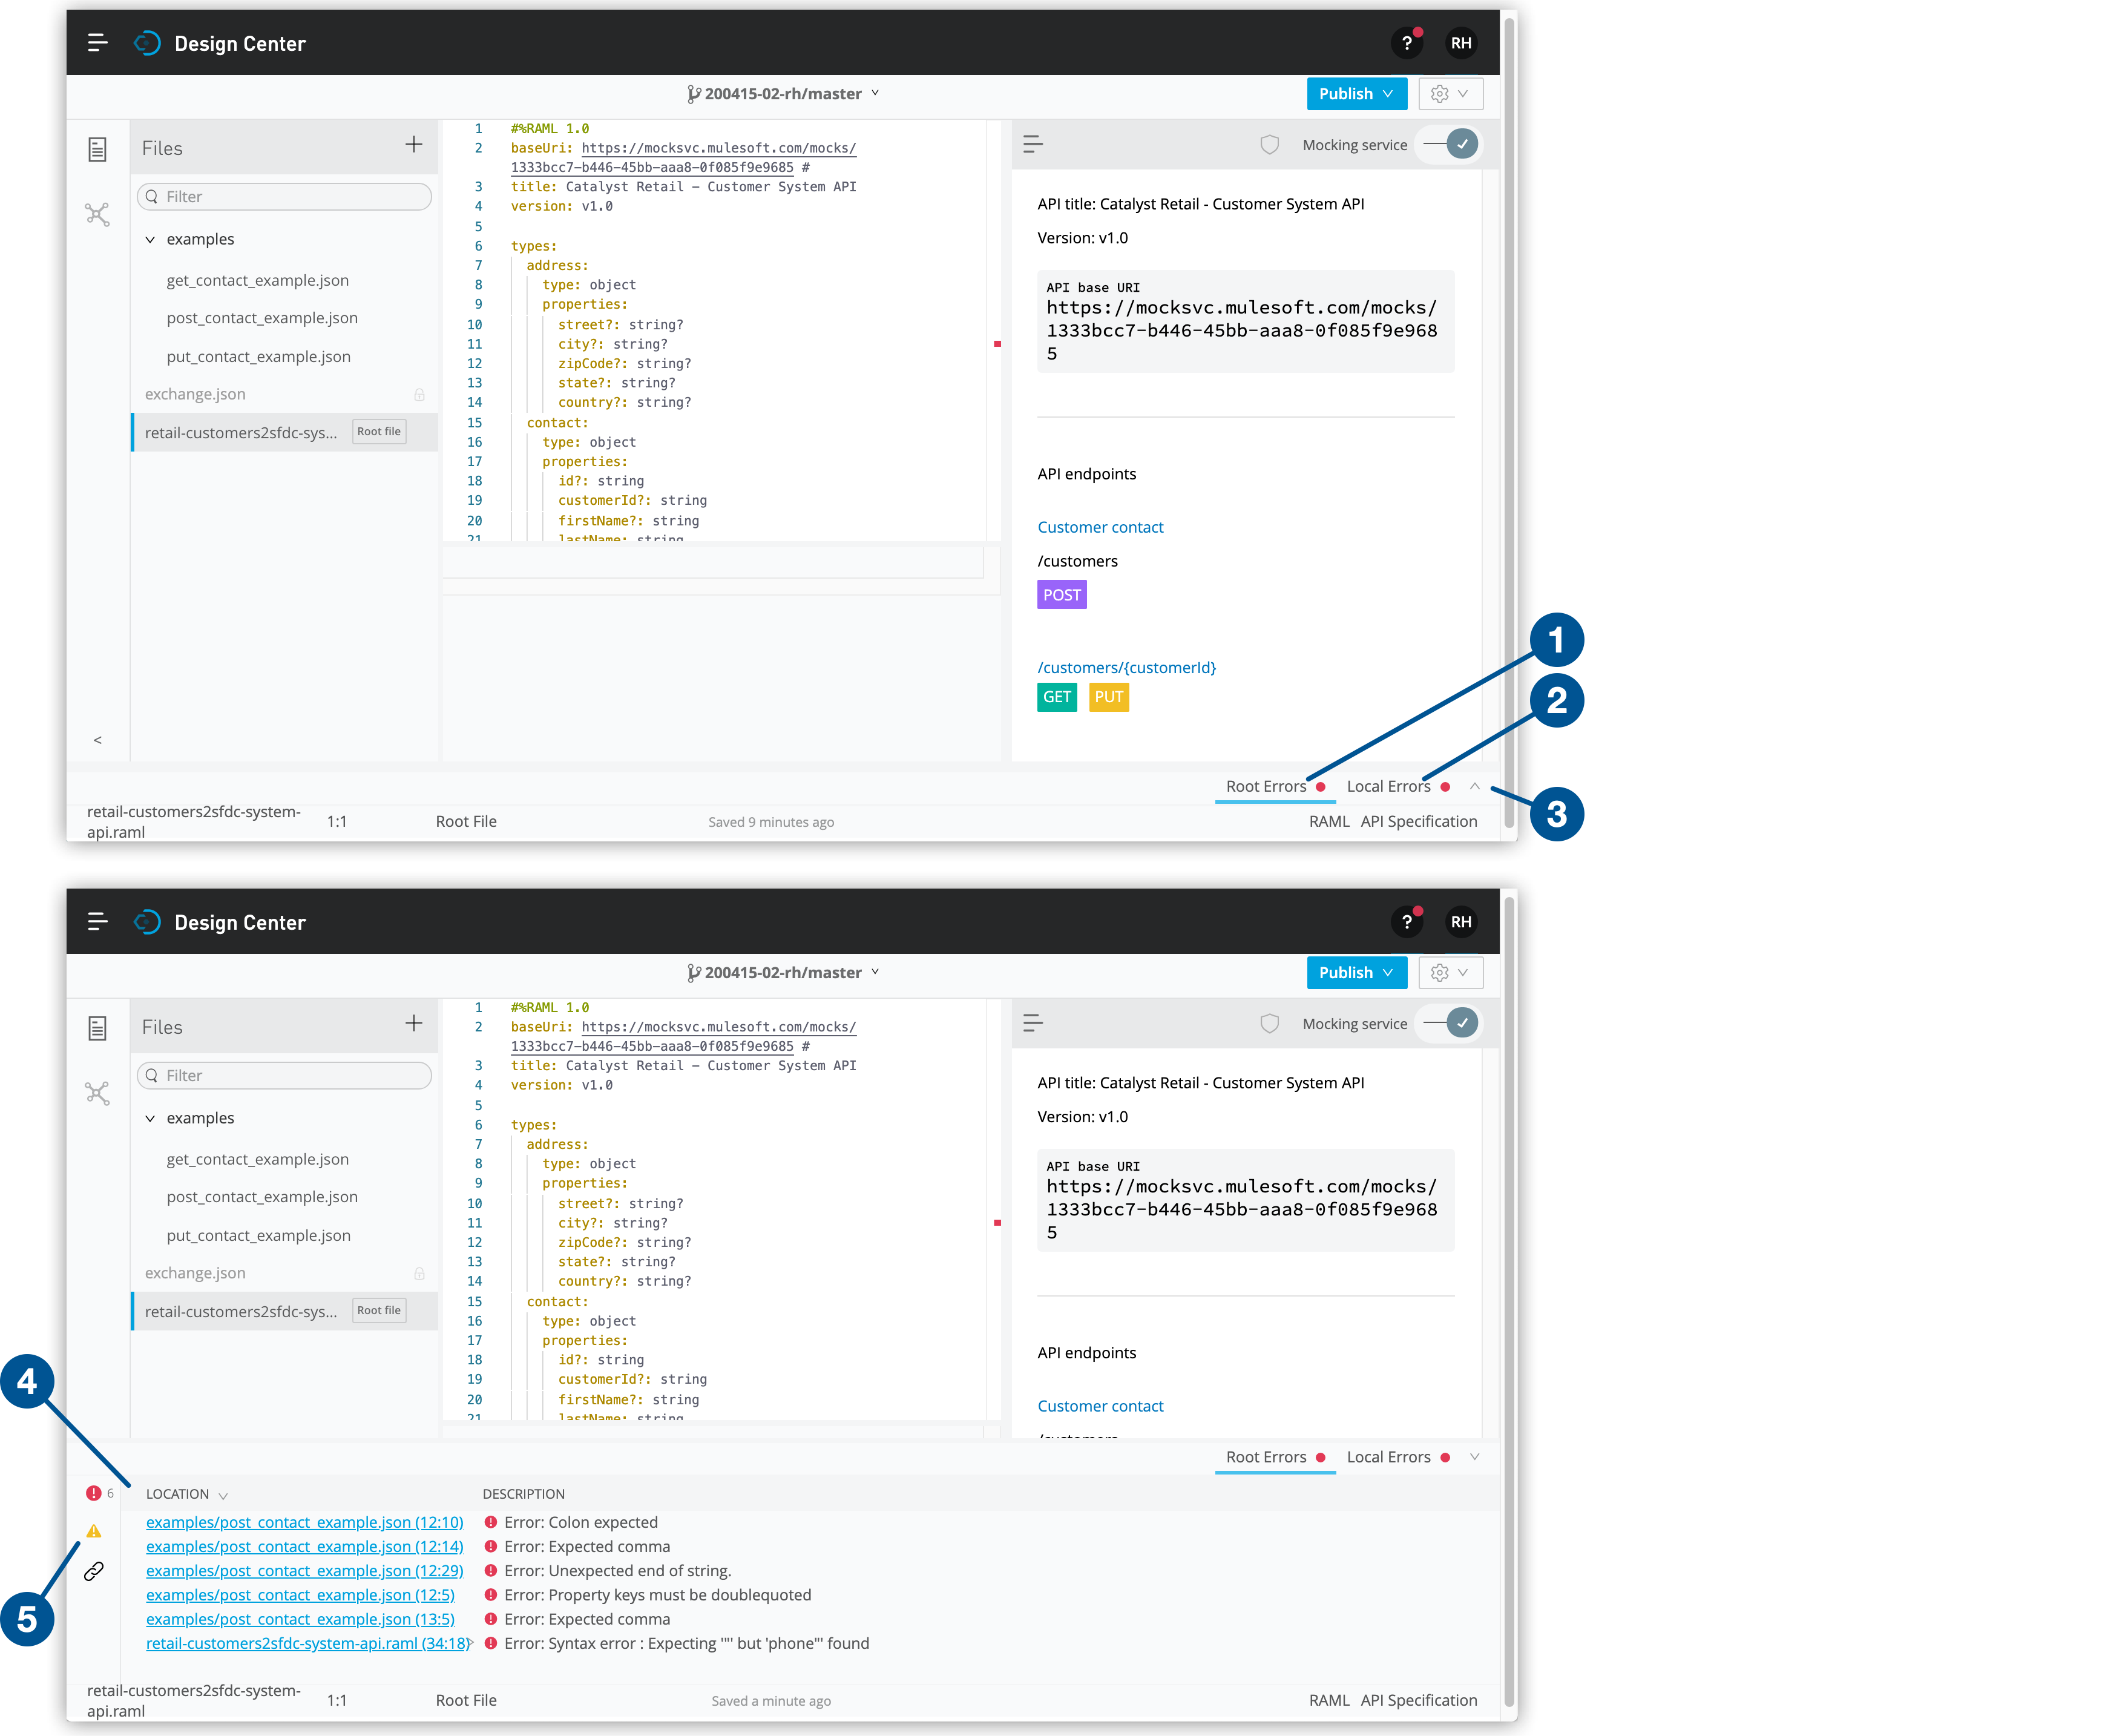 Design Center
? RH
200415-02-rh/master
Publish
Files
Filter
examples
get_contact_example.json
post_contact_example.json
put_contact_example.json
exchange.json
retail-customers2sfdc-sys... Root file
<
1 #%RAML 1.0
2 baseUri: https://mocksvc.mulesoft.com/mocks/
1333bcc7-b446-45bb-aaa8-0f085f9e9685 #
3 title: Catalyst Retail - Customer System API
4 version: v1.0
5
6 types:
7 address:
8 type: object
9 properties:
10 street?: string?
11 city?: string?
12 zipCode?: string?
13 state?: string?
14 country?: string?
15 contact:
16 type: object
17 properties:
18 id?: string
19 customerId?: string
20 firstName?: string
21 lastName: string
Mocking service
API title: Catalyst Retail - Customer System API
Version: v1.0
API base URI
https://mocksvc.mulesoft.com/mocks/
1333bcc7-b446-45bb-aaa8-0f085f9e968
5
API endpoints
Customer contact
/customers
POST
/customers/{customerId}
GET PUT
1
2
3
Root Errors Local Errors
retail-customers2sfdc-system-
api.raml
1:1 Root File Saved 9 minutes ago RAML API Specification
Design Center
? RH
200415-02-rh/master
Publish
Files
Filter
examples
get_contact_example.json
post_contact_example.json
put_contact_example.json
exchange.json
retail-customers2sfdc-sys... Root file
1 #%RAML 1.0
2 baseUri: https://mocksvc.mulesoft.com/mocks/
1333bcc7-b446-45bb-aaa8-0f085f9e9685 #
3 title: Catalyst Retail - Customer System API
4 version: v1.0
5
6 types:
7 address:
8 type: object
9 properties:
10 street?: string?
11 city?: string?
12 zipCode?: string?
13 state?: string?
14 country?: string?
15 contact:
16 type: object
17 properties:
18 id?: string
19 customerId?: string
20 firstName?: string
21 lastName: string
Mocking service
API title: Catalyst Retail - Customer System API
Version: v1.0
API base URI
https://mocksvc.mulesoft.com/mocks/
1333bcc7-b446-45bb-aaa8-0f085f9e968
5
API endpoints
Customer contact
/customers
4
5
Root Errors Local Errors
6
LOCATION DESCRIPTION
examples/post_contact_example.json (12:10) Error: Colon expected
examples/post_contact_example.json (12:14) Error: Expected comma
examples/post_contact_example.json (12:29) Error: Unexpected end of string.
examples/post_contact_example.json (12:5) Error: Property keys must be doublequoted
examples/post_contact_example.json (13:5) Error: Expected comma
retail-customers2sfdc-system-api.raml (34:18) Error: Syntax error : Expecting '"' but 'phone"' found
retail-customers2sfdc-system-
api.raml
1:1 Root File Saved a minute ago RAML API Specification